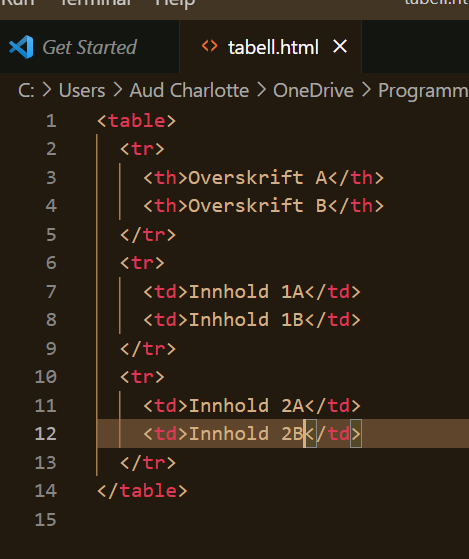 Run Terminal Help tabell.html
Get Started <> tabell.html ×
C: > Users > Aud Charlotte > OneDrive > Programm
1 <table>
2 <tr>
3 <th>Overskrift A</th>
4 <th>Overskrift B</th>
5 </tr>
6 <tr>
7 <td>Innhold 1A</td>
8 <td>Inhhold 1B</td>
9 </tr>
10 <tr>
11 <td>Innhold 2A</td>
12 <td>Innhold 2B</td>
13 </tr>
14 </table>
15